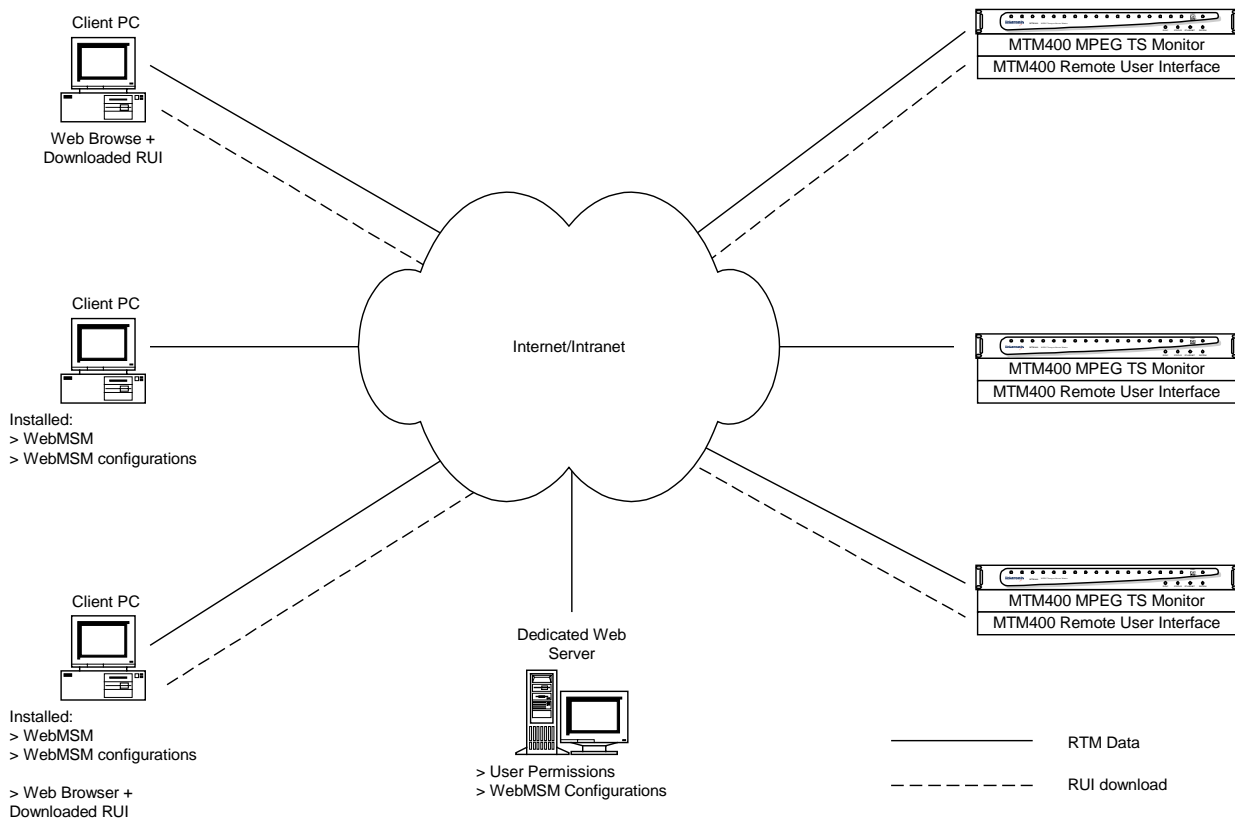 Client PC
Web Browse +
Downloaded RUI
MTM400 MPEG TS Monitor
MTM400 Remote User Interface
Client PC
Installed:
> WebMSM
> WebMSM configurations
Internet/Intranet
MTM400 MPEG TS Monitor
MTM400 Remote User Interface
Client PC
Installed:
> WebMSM
> WebMSM configurations
> Web Browser +
Downloaded RUI
Dedicated Web
Server
> User Permissions
> WebMSM Configurations
MTM400 MPEG TS Monitor
MTM400 Remote User Interface
RTM Data
RUI download